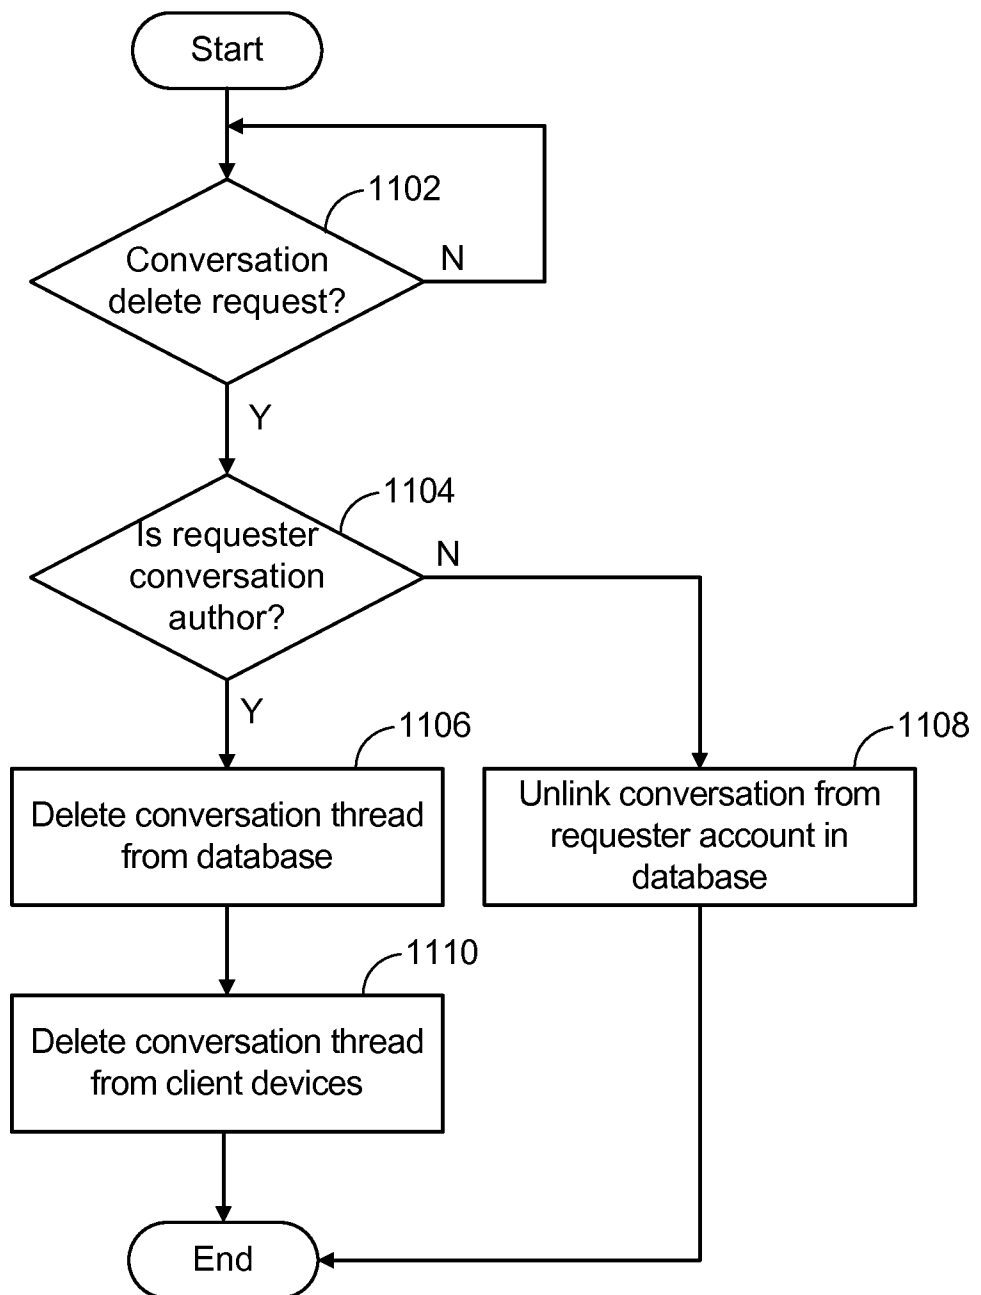 Start
1102
Conversation
delete request?
N
Y
1104
Is requester
conversation
author?
N
Y
1106
Delete conversation thread
from database
1108
Unlink conversation from
requester account in
database
1110
Delete conversation thread
from client devices
End